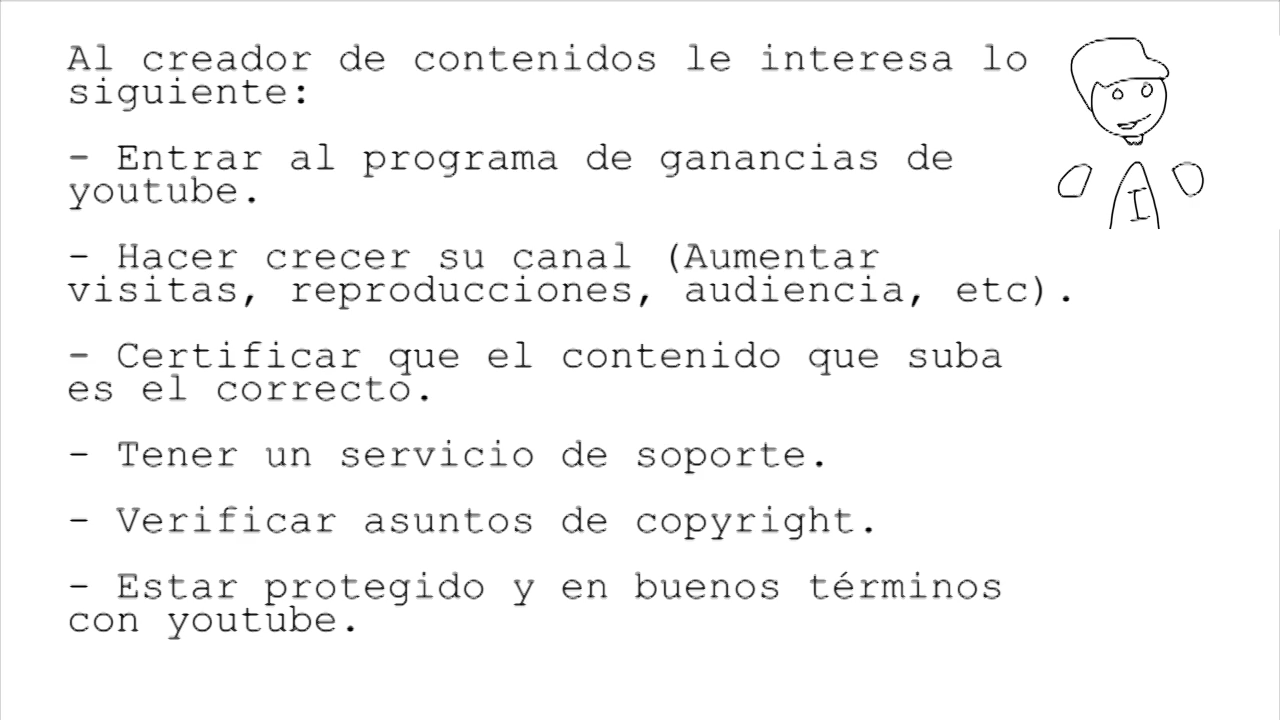 Al creador de contenidos le interesa lo
siguiente:
- Entrar al programa de ganancias de
youtube.
- Hacer crecer su canal (Aumentar
visitas, reproducciones, audiencia, etc).
- Certificar que el contenido que suba
es el correcto.
- Tener un servicio de soporte.
- Verificar asuntos de copyright.
- Estar protegido y en buenos términos
con youtube.
I